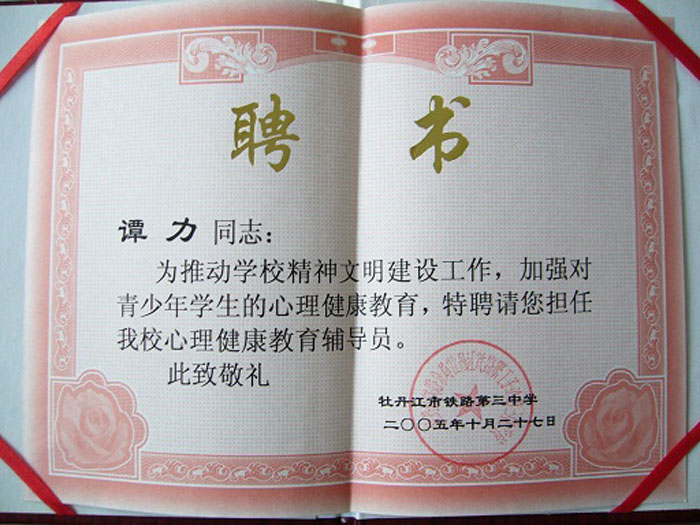 聘 书
谭 力 同志:
为推动学校精神文明建设工作，加强对
青少年学生的心理健康教育，特聘请您担任
我校心理健康教育辅导员。
此致敬礼
牡丹江市铁路第三中学
二〇〇五年十月二十七日